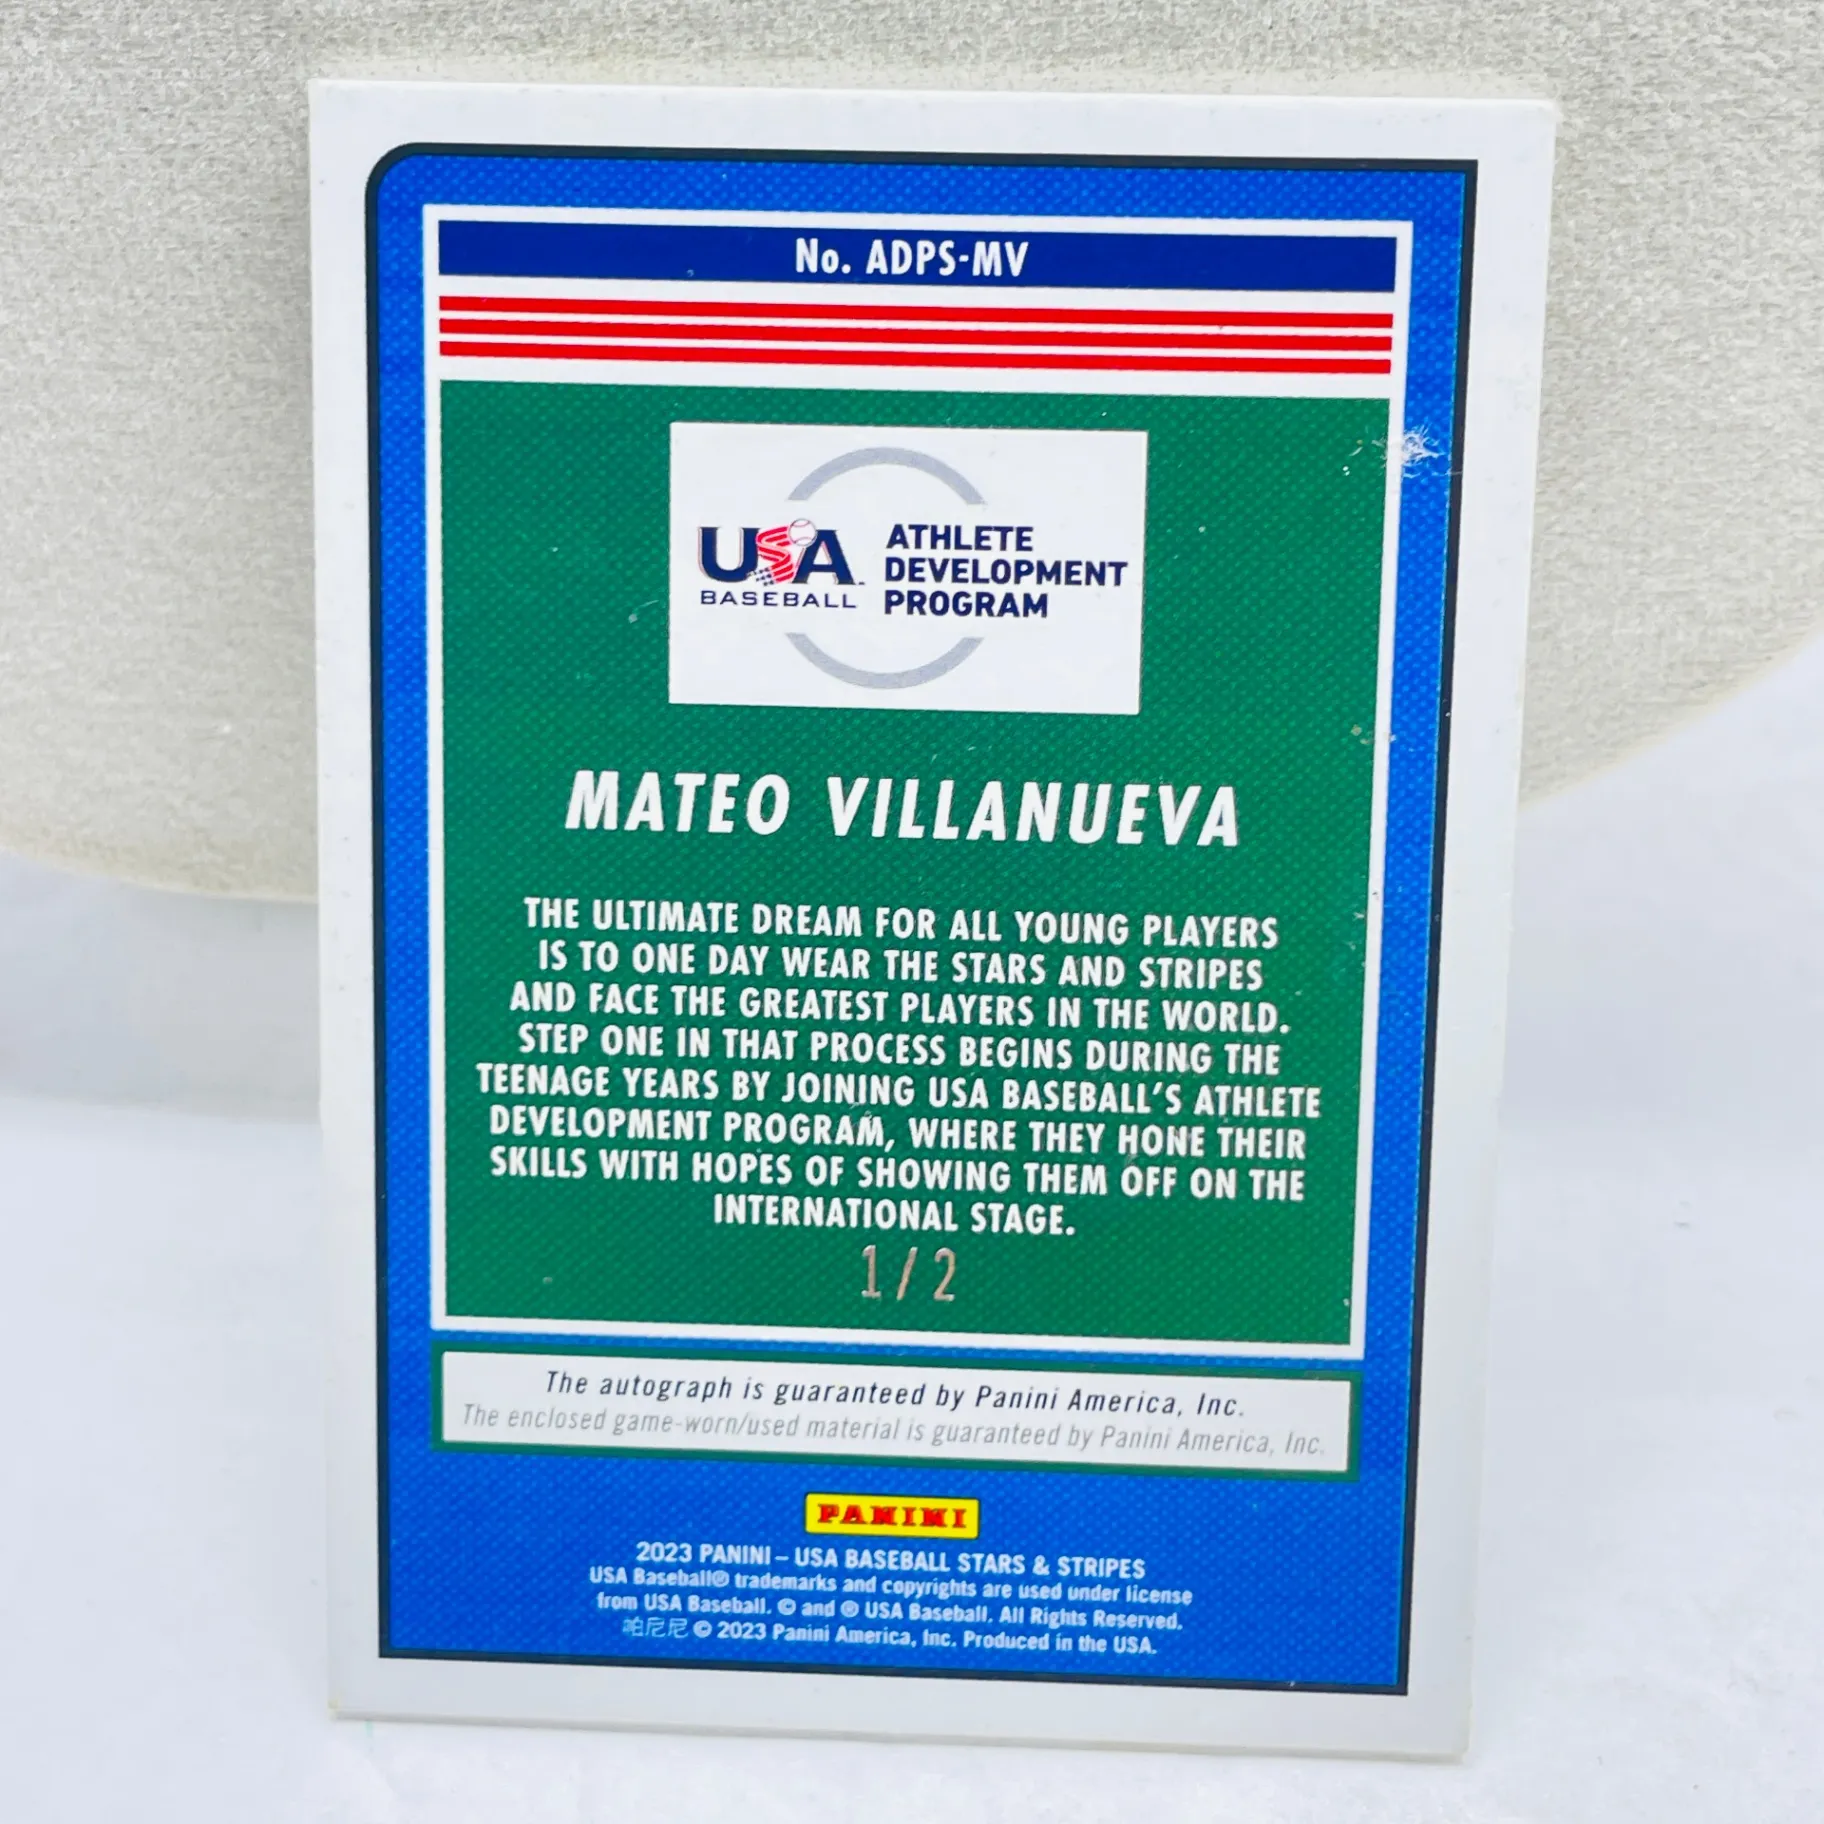 No. ADPS-MV
USA
BASEBALL
ATHLETE
DEVELOPMENT
PROGRAM
MATEO VILLANUEVA
THE ULTIMATE DREAM FOR ALL YOUNG PLAYERS
IS TO ONE DAY WEAR THE STARS AND STRIPES
AND FACE THE GREATEST PLAYERS IN THE WORLD.
STEP ONE IN THAT PROCESS BEGINS DURING THE
TEENAGE YEARS BY JOINING USA BASEBALL'S ATHLETE
DEVELOPMENT PROGRAM, WHERE THEY HONE THEIR
SKILLS WITH HOPES OF SHOWING THEM OFF ON THE
INTERNATIONAL STAGE.
1/2
The autograph is guaranteed by Panini America, Inc.
The enclosed game-worn/used material is guaranteed by Panini America, Inc.
PANINI
2023 PANINI – USA BASEBALL STARS & STRIPES
USA Baseball® trademarks and copyrights are used under license
from USA Baseball. © and ® USA Baseball. All Rights Reserved.
帕尼尼 © 2023 Panini America, Inc. Produced in the USA.